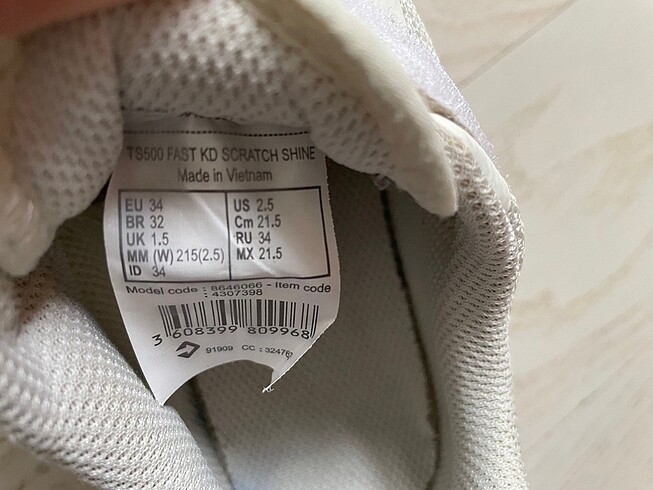 TS500 FAST KD SCRATCH SHINE
Made in Vietnam
EU 34 US 2.5
BR 32 Cm 21.5
UK 1.5 RU 34
MM (W) 215(2.5) MX 21.5
ID 34
Model code : 8646066 - Item code
: 4307398
3 608399 809968
91909 CC : 32476